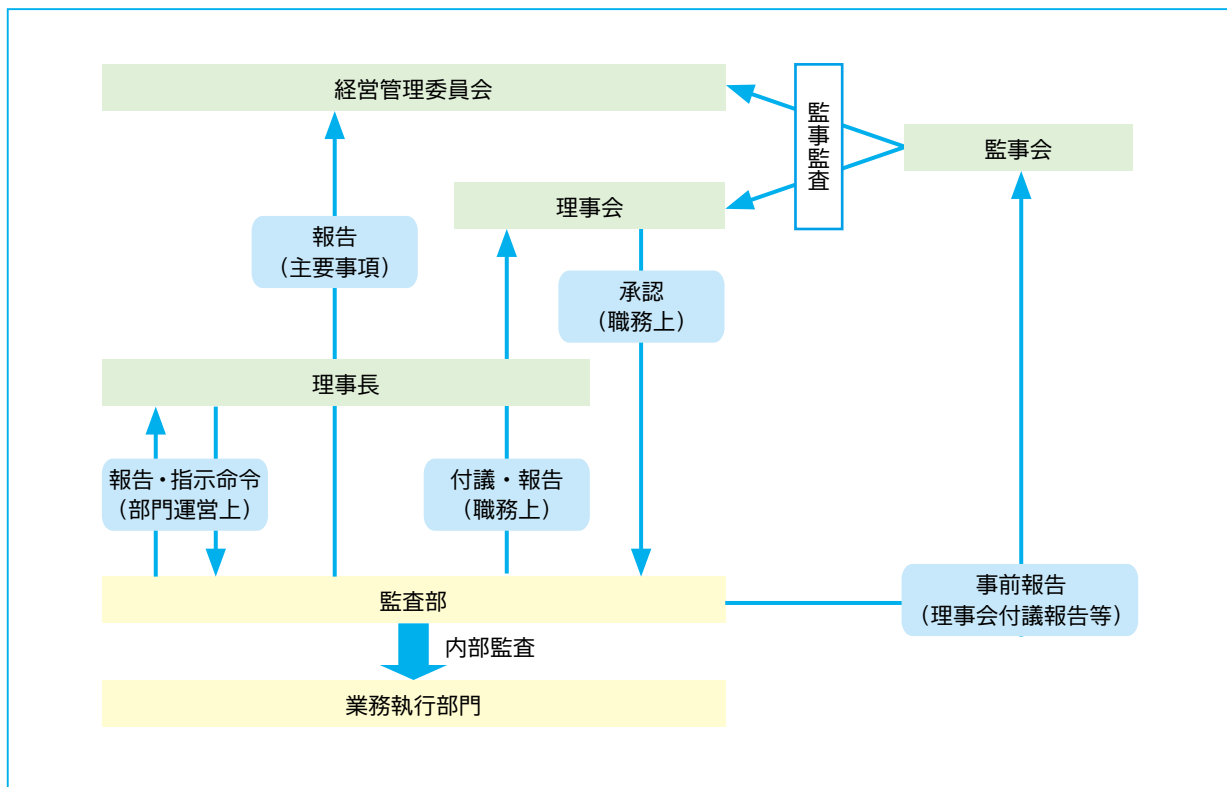 経営管理委員会
監事監査
監事会
理事会
報告
（主要事項）
承認
（職務上）
理事長
報告・指示命令
（部門運営上）
付議・報告
（職務上）
監査部
事前報告
（理事会付議報告等）
内部監査
業務執行部門